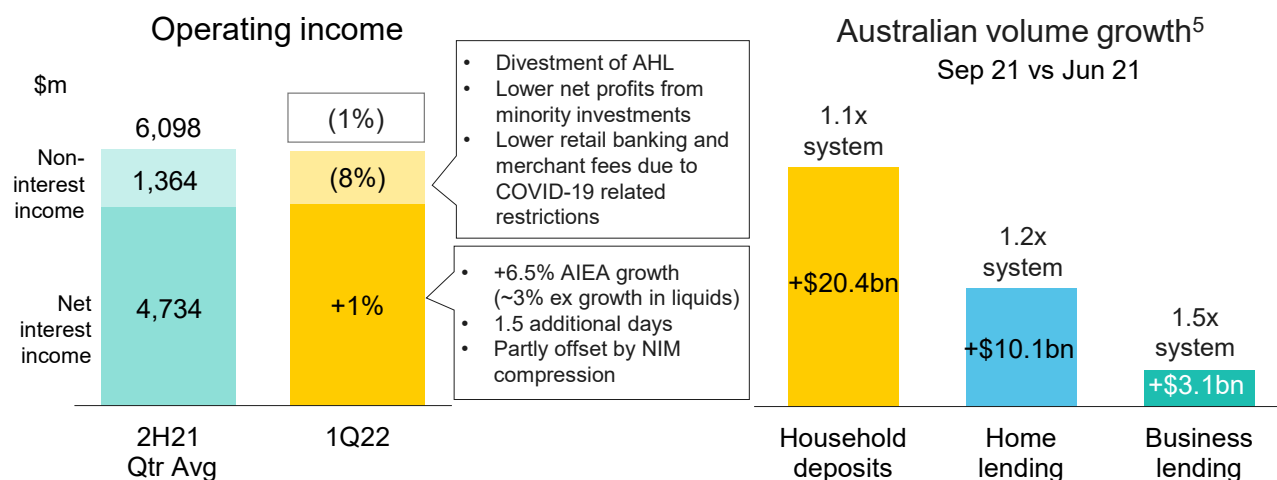 Operating income
$m
6,098
Non-
interest
income
1,364
Net
interest
income
4,734
2H21
Qtr Avg
(1%)
(8%)
+1%
1Q22
• Divestment of AHL
• Lower net profits from
minority investments
• Lower retail banking and
merchant fees due to
COVID-19 related
restrictions
• +6.5% AIEA growth
(~3% ex growth in liquids)
• 1.5 additional days
• Partly offset by NIM
compression
Australian volume growth⁵
Sep 21 vs Jun 21
1.1x
system
+$20.4bn
Household
deposits
1.2x
system
+$10.1bn
Home
lending
1.5x
system
+$3.1bn
Business
lending